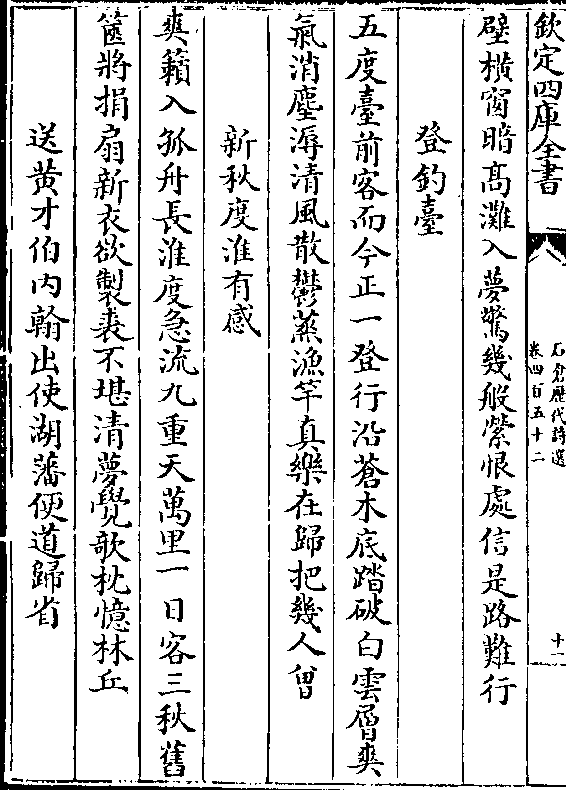 欽定四庫全書
石倉歷代詩選
卷四百五十二
十一
壁橫窗暗高灘入夢驚幾般縈恨處信是路難行
登釣臺
五度臺前客而今正一登行沿蒼木底踏破白雲層爽
氣消塵溽清風散鬱蒸漁竿真樂在歸把幾人曾
新秋度淮有感
爽籟入孤舟長淮度急流九重天萬里一日客三秋舊
篋將捐扇新衣欲製裘不堪清夢覺歌枕憶林丘
送黄才伯内翰出使湖藩便道歸省